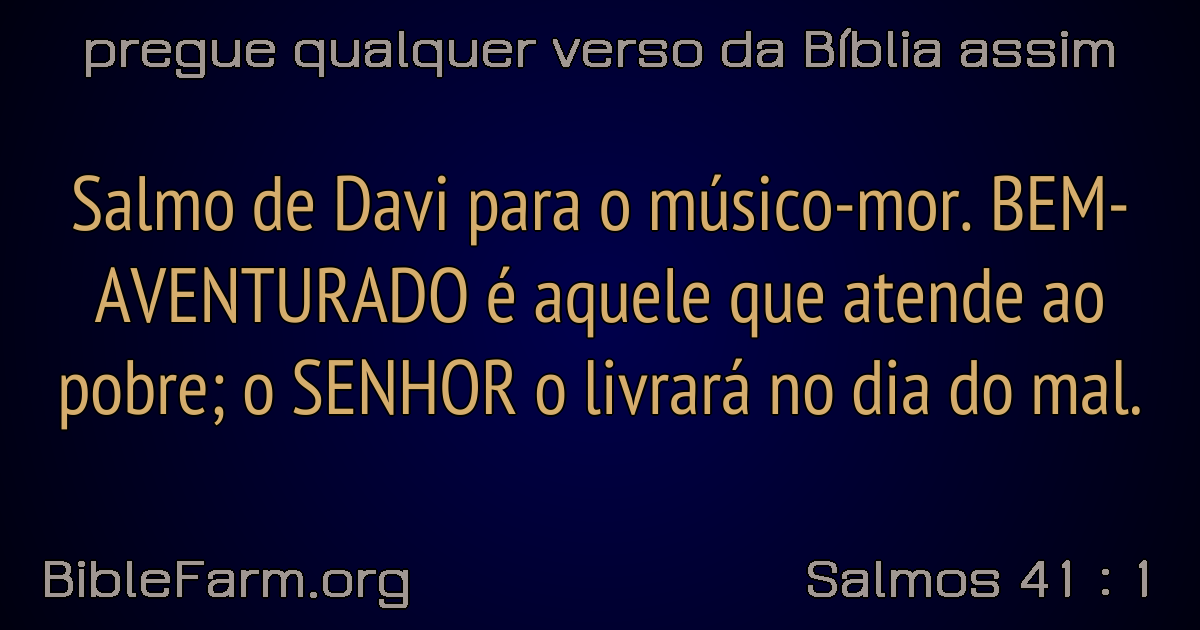 pregue qualquer verso da Bíblia assim
Salmo de Davi para o músico-mor. BEM-
AVENTURADO é aquele que atende ao
pobre; o SENHOR o livrará no dia do mal.
BibleFarm.org
Salmos 41 : 1